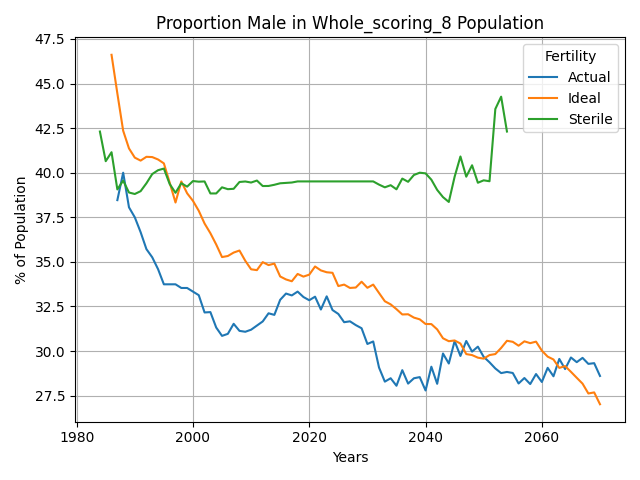 Proportion Male in Whole_scoring_8 Population
% of Population
47.5
45.0
42.5
40.0
37.5
35.0
32.5
30.0
27.5
Fertility
Actual
Ideal
Sterile
1980
2000
2020
2040
2060
Years